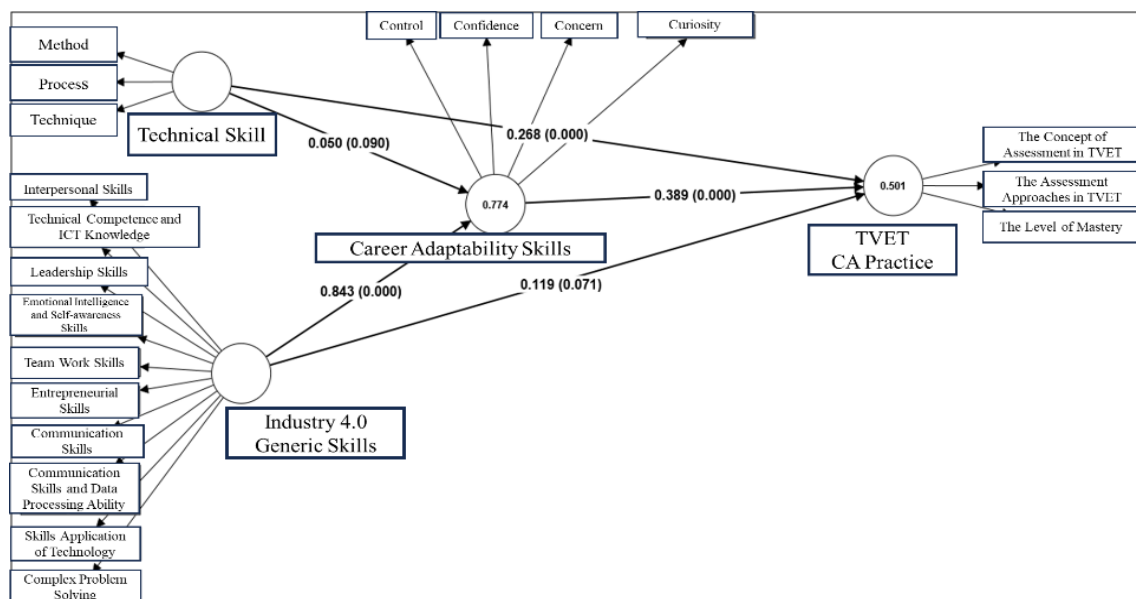 Control
Confidence
Concern
Curiosity
Method
Process
Technique
Technical Skill
0.268 (0.000)
0.050 (0.090)
The Concept of
Assessment in TVET
The Assessment
Approaches in TVET
The Level of Mastery
0.501
0.389 (0.000)
0.774
TVET
CA Practice
Career Adaptability Skills
Interpersonal Skills
Technical Competence and
ICT Knowledge
Leadership Skills
Emotional Intelligence
and Self-awareness
Skills
Team Work Skills
Entrepreneurial
Skills
Communication
Skills
Communication
Skills and Data
Processing Ability
Skills Application
of Technology
Complex Problem
Solving
0.843 (0.000)
0.119 (0.071)
Industry 4.0
Generic Skills